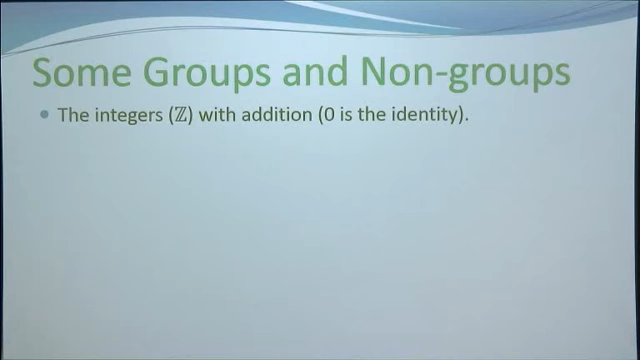 Some Groups and Non-groups
The integers (ℤ) with addition (0 is the identity).